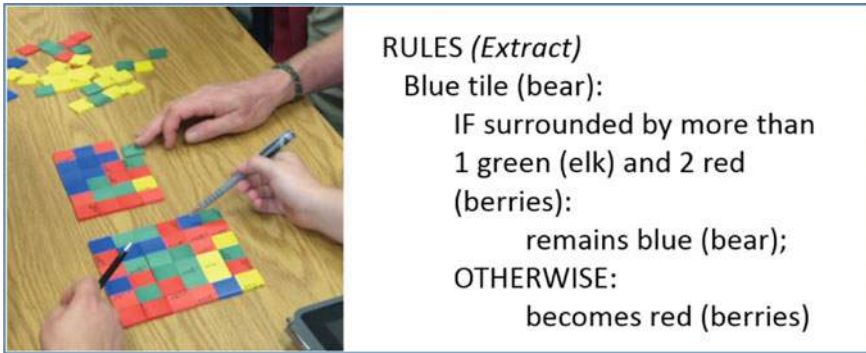 RULES (Extract)
Blue tile (bear):
IF surrounded by more than
1 green (elk) and 2 red
(berries):
remains blue (bear);
OTHERWISE:
becomes red (berries)